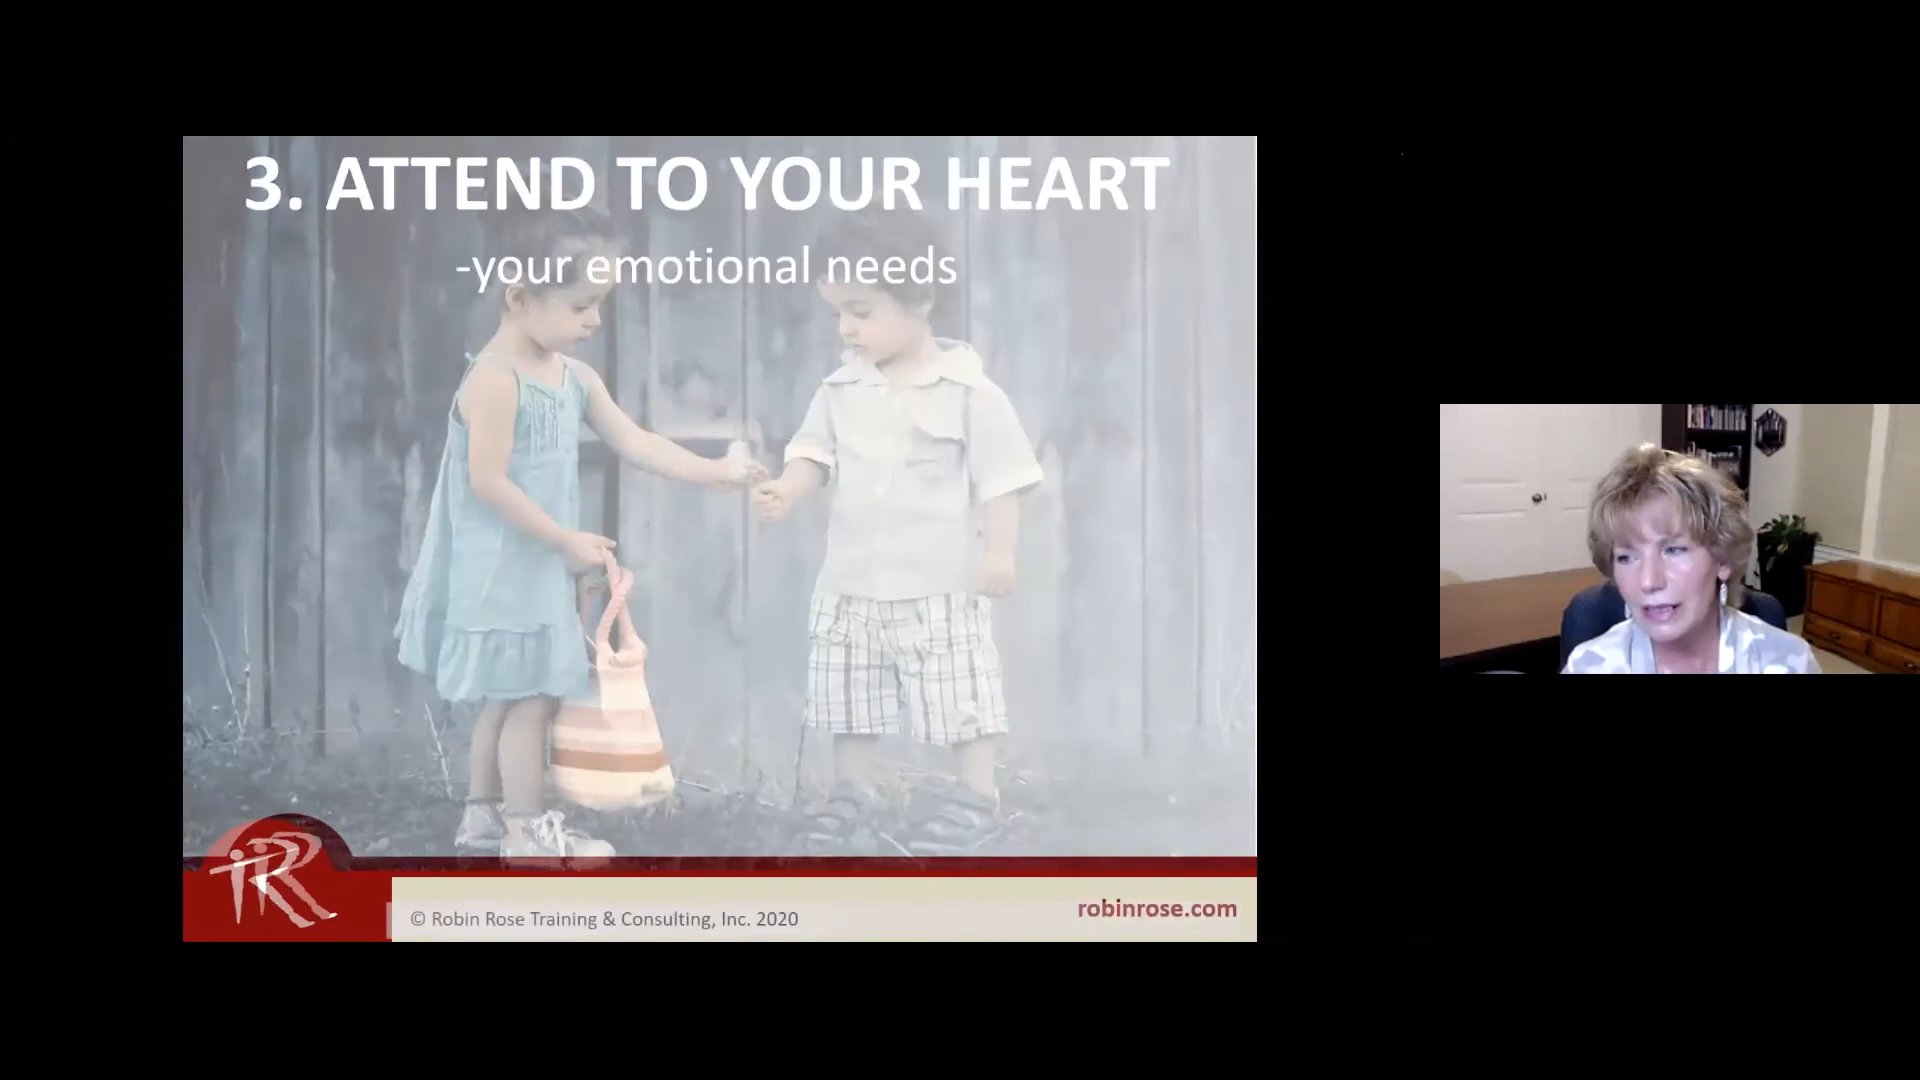 3. ATTEND TO YOUR HEART
-your emotional needs
© Robin Rose Training & Consulting, Inc. 2020
robinrose.com